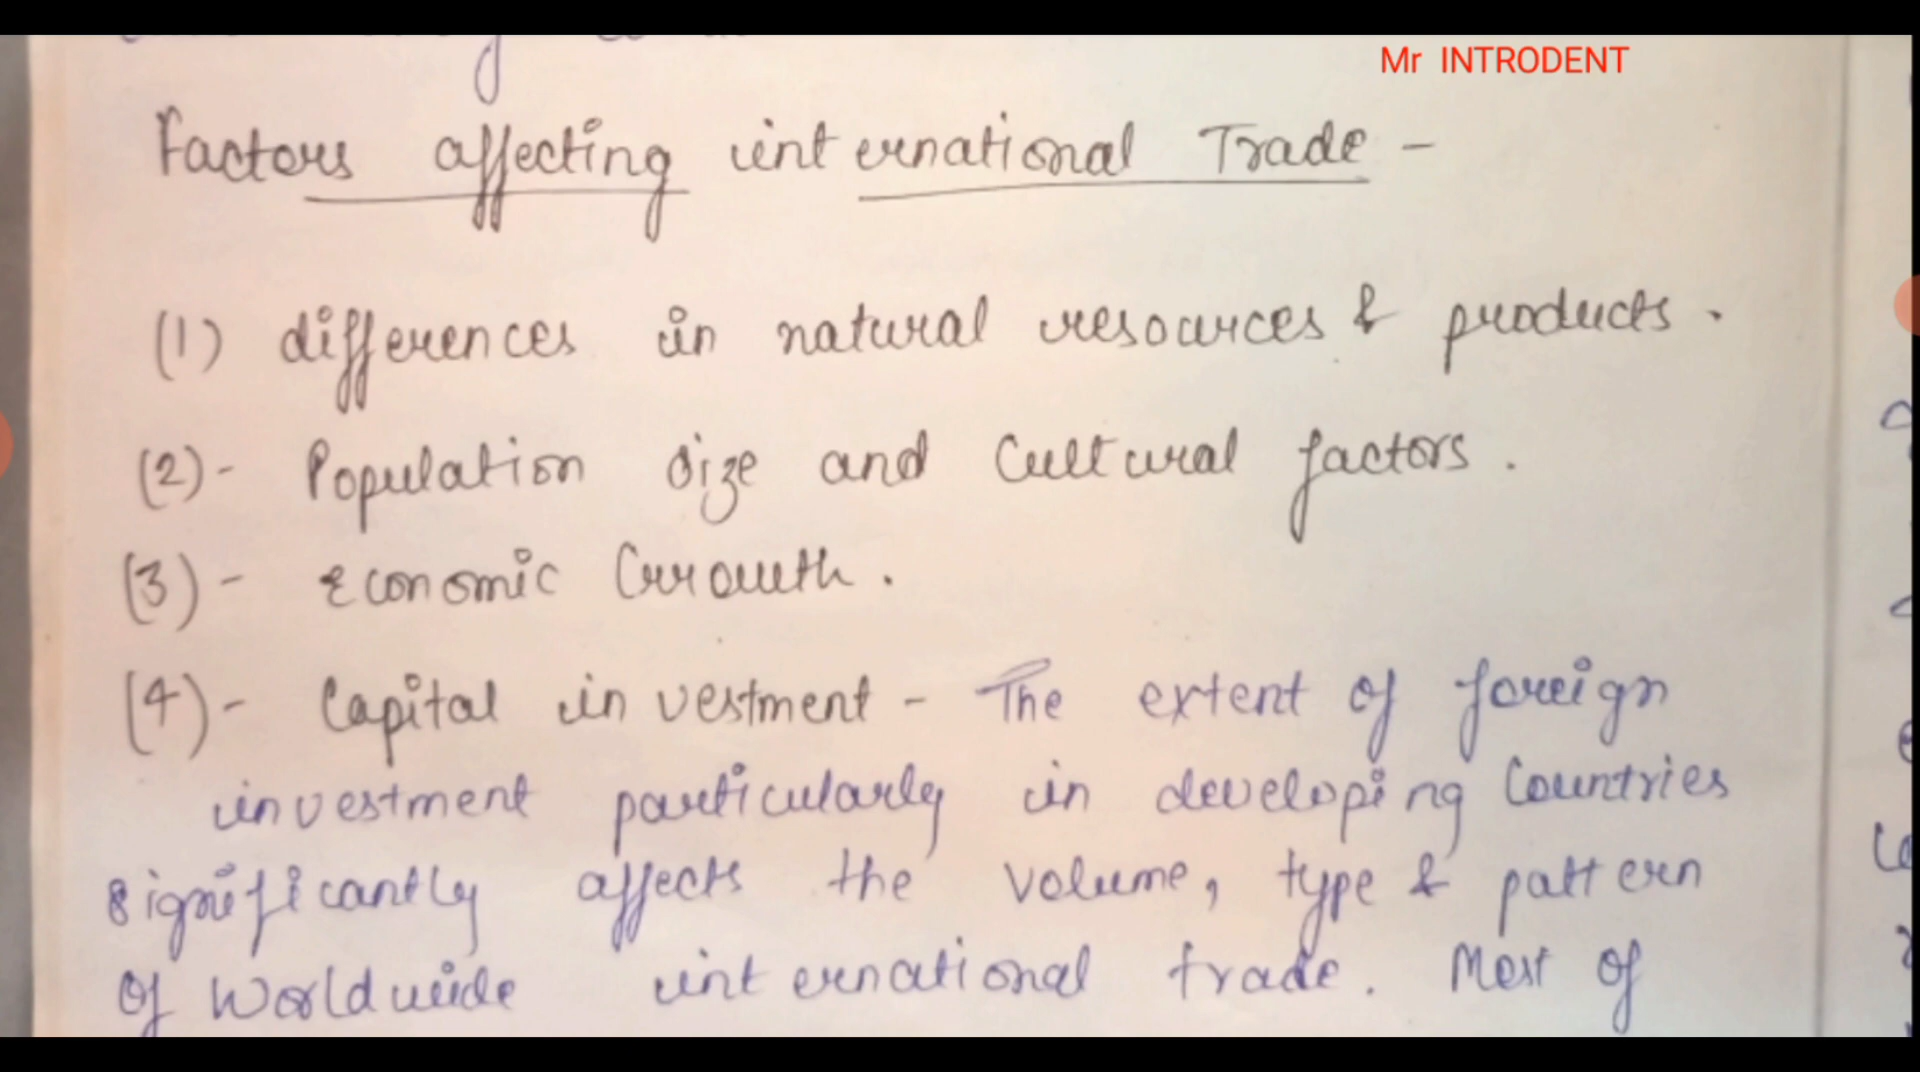 Mr INTRODENT
Factors affecting international Trade -
(1) differences in natural resources & products.
(2)- Population size and Cultural factors.
(3)- Economic Growth.
(4)- Capital investment - The extent of foreign
investment particularly in developing Countries
significantly affects the volume, type & pattern
of Worldwide international trade. Most of